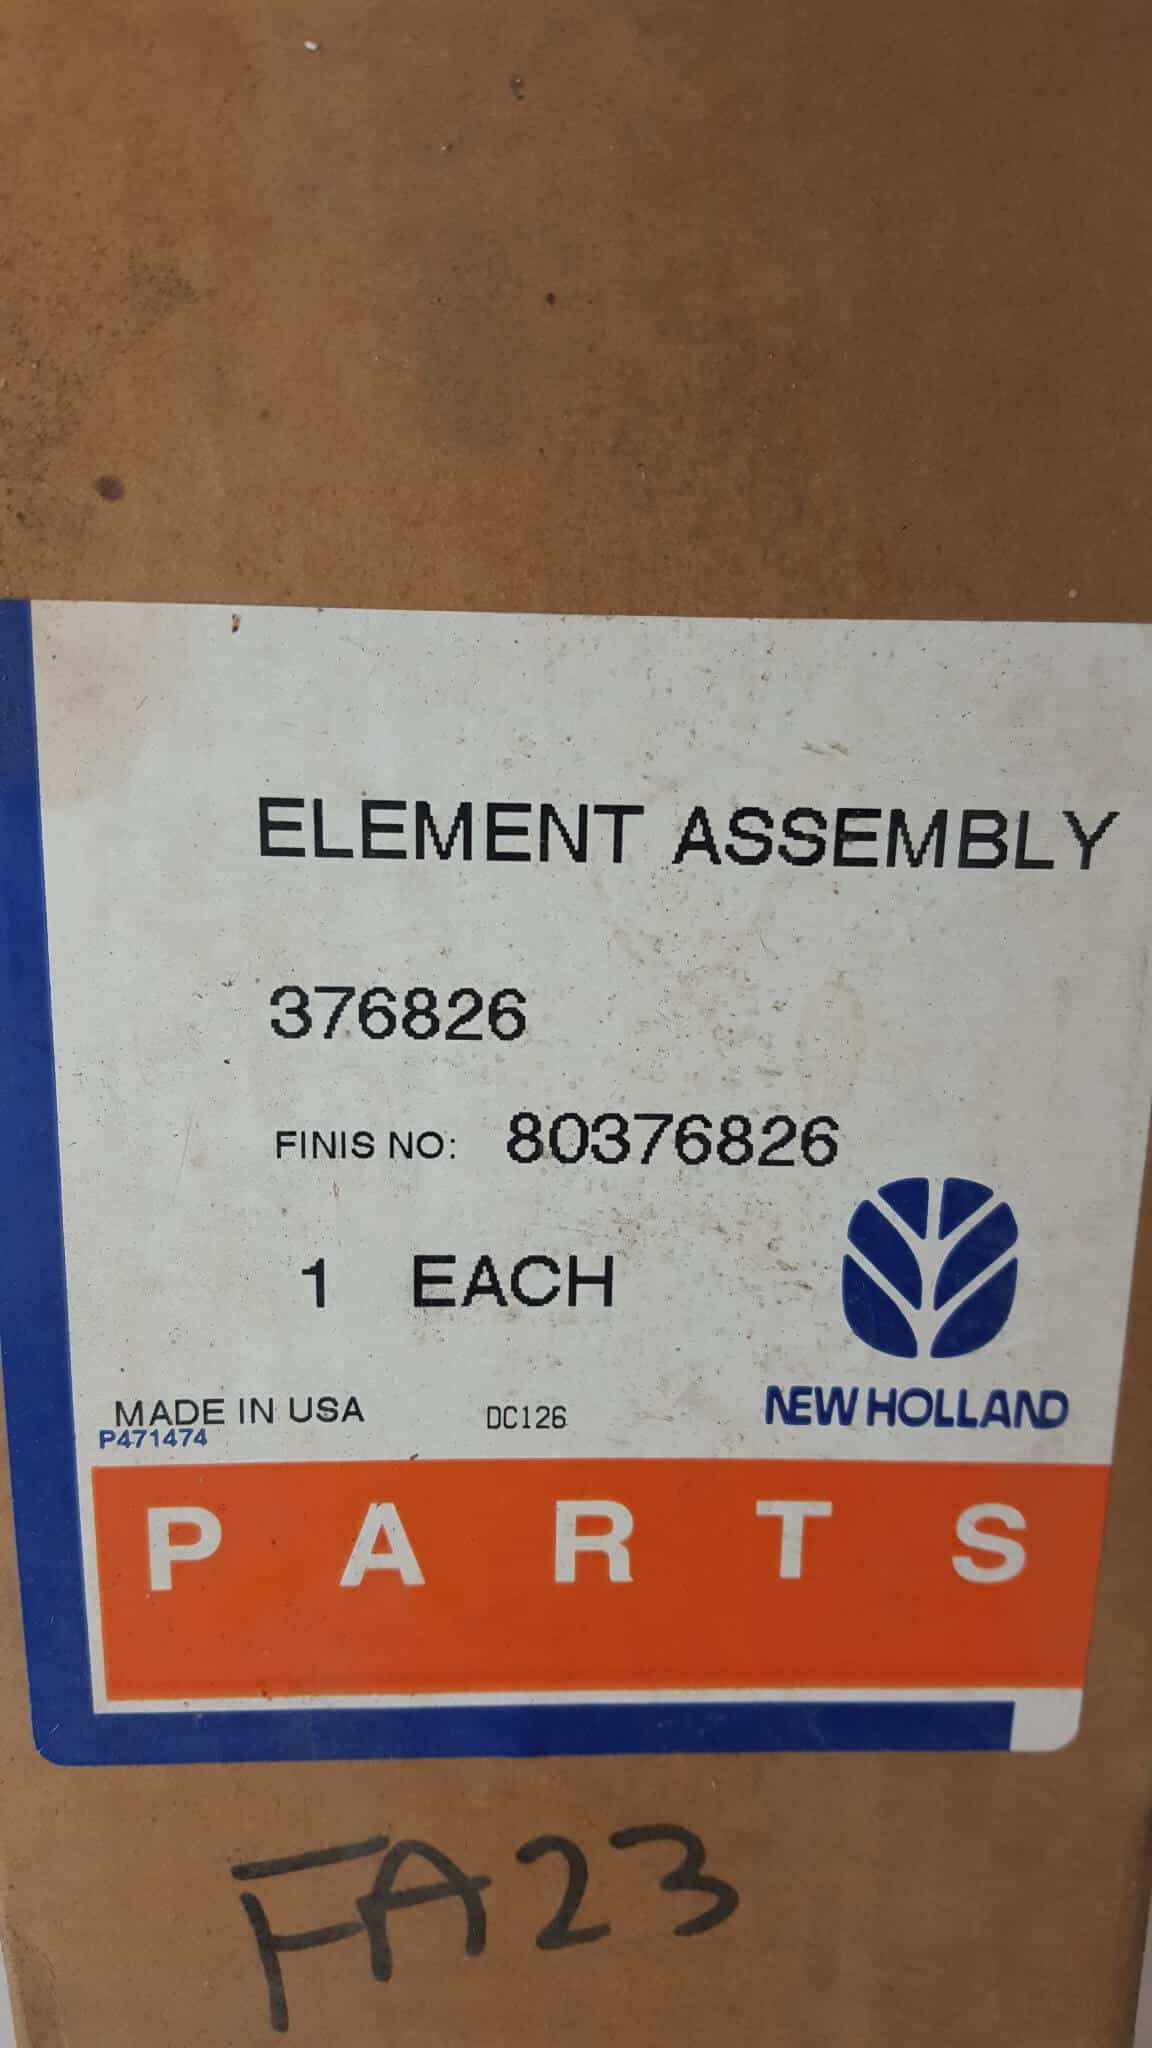 ELEMENT ASSEMBLY
376826
FINIS NO: 80376826
1 EACH
MADE IN USA DC126 NEW HOLLAND
P471474
PARTS
FA23